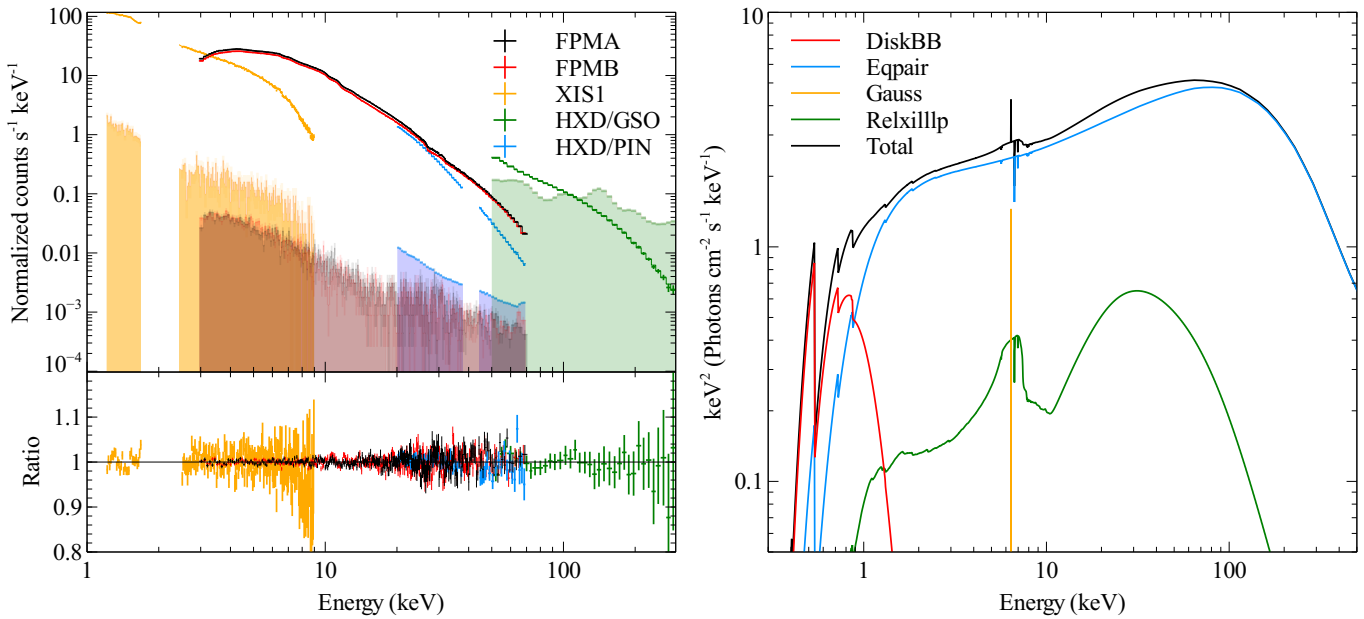 100
10
1
0.1
0.01
10⁻³
10⁻⁴
Normalized counts s⁻¹ keV⁻¹
FPMA
FPMB
XIS1
HXD/GSO
HXD/PIN
1.1
1
0.9
0.8
Ratio
1
10
100
Energy (keV)
10
1
0.1
keV² (Photons cm⁻² s⁻¹ keV⁻¹)
DiskBB
Eqpair
Gauss
Relxilllp
Total
1
10
100
Energy (keV)